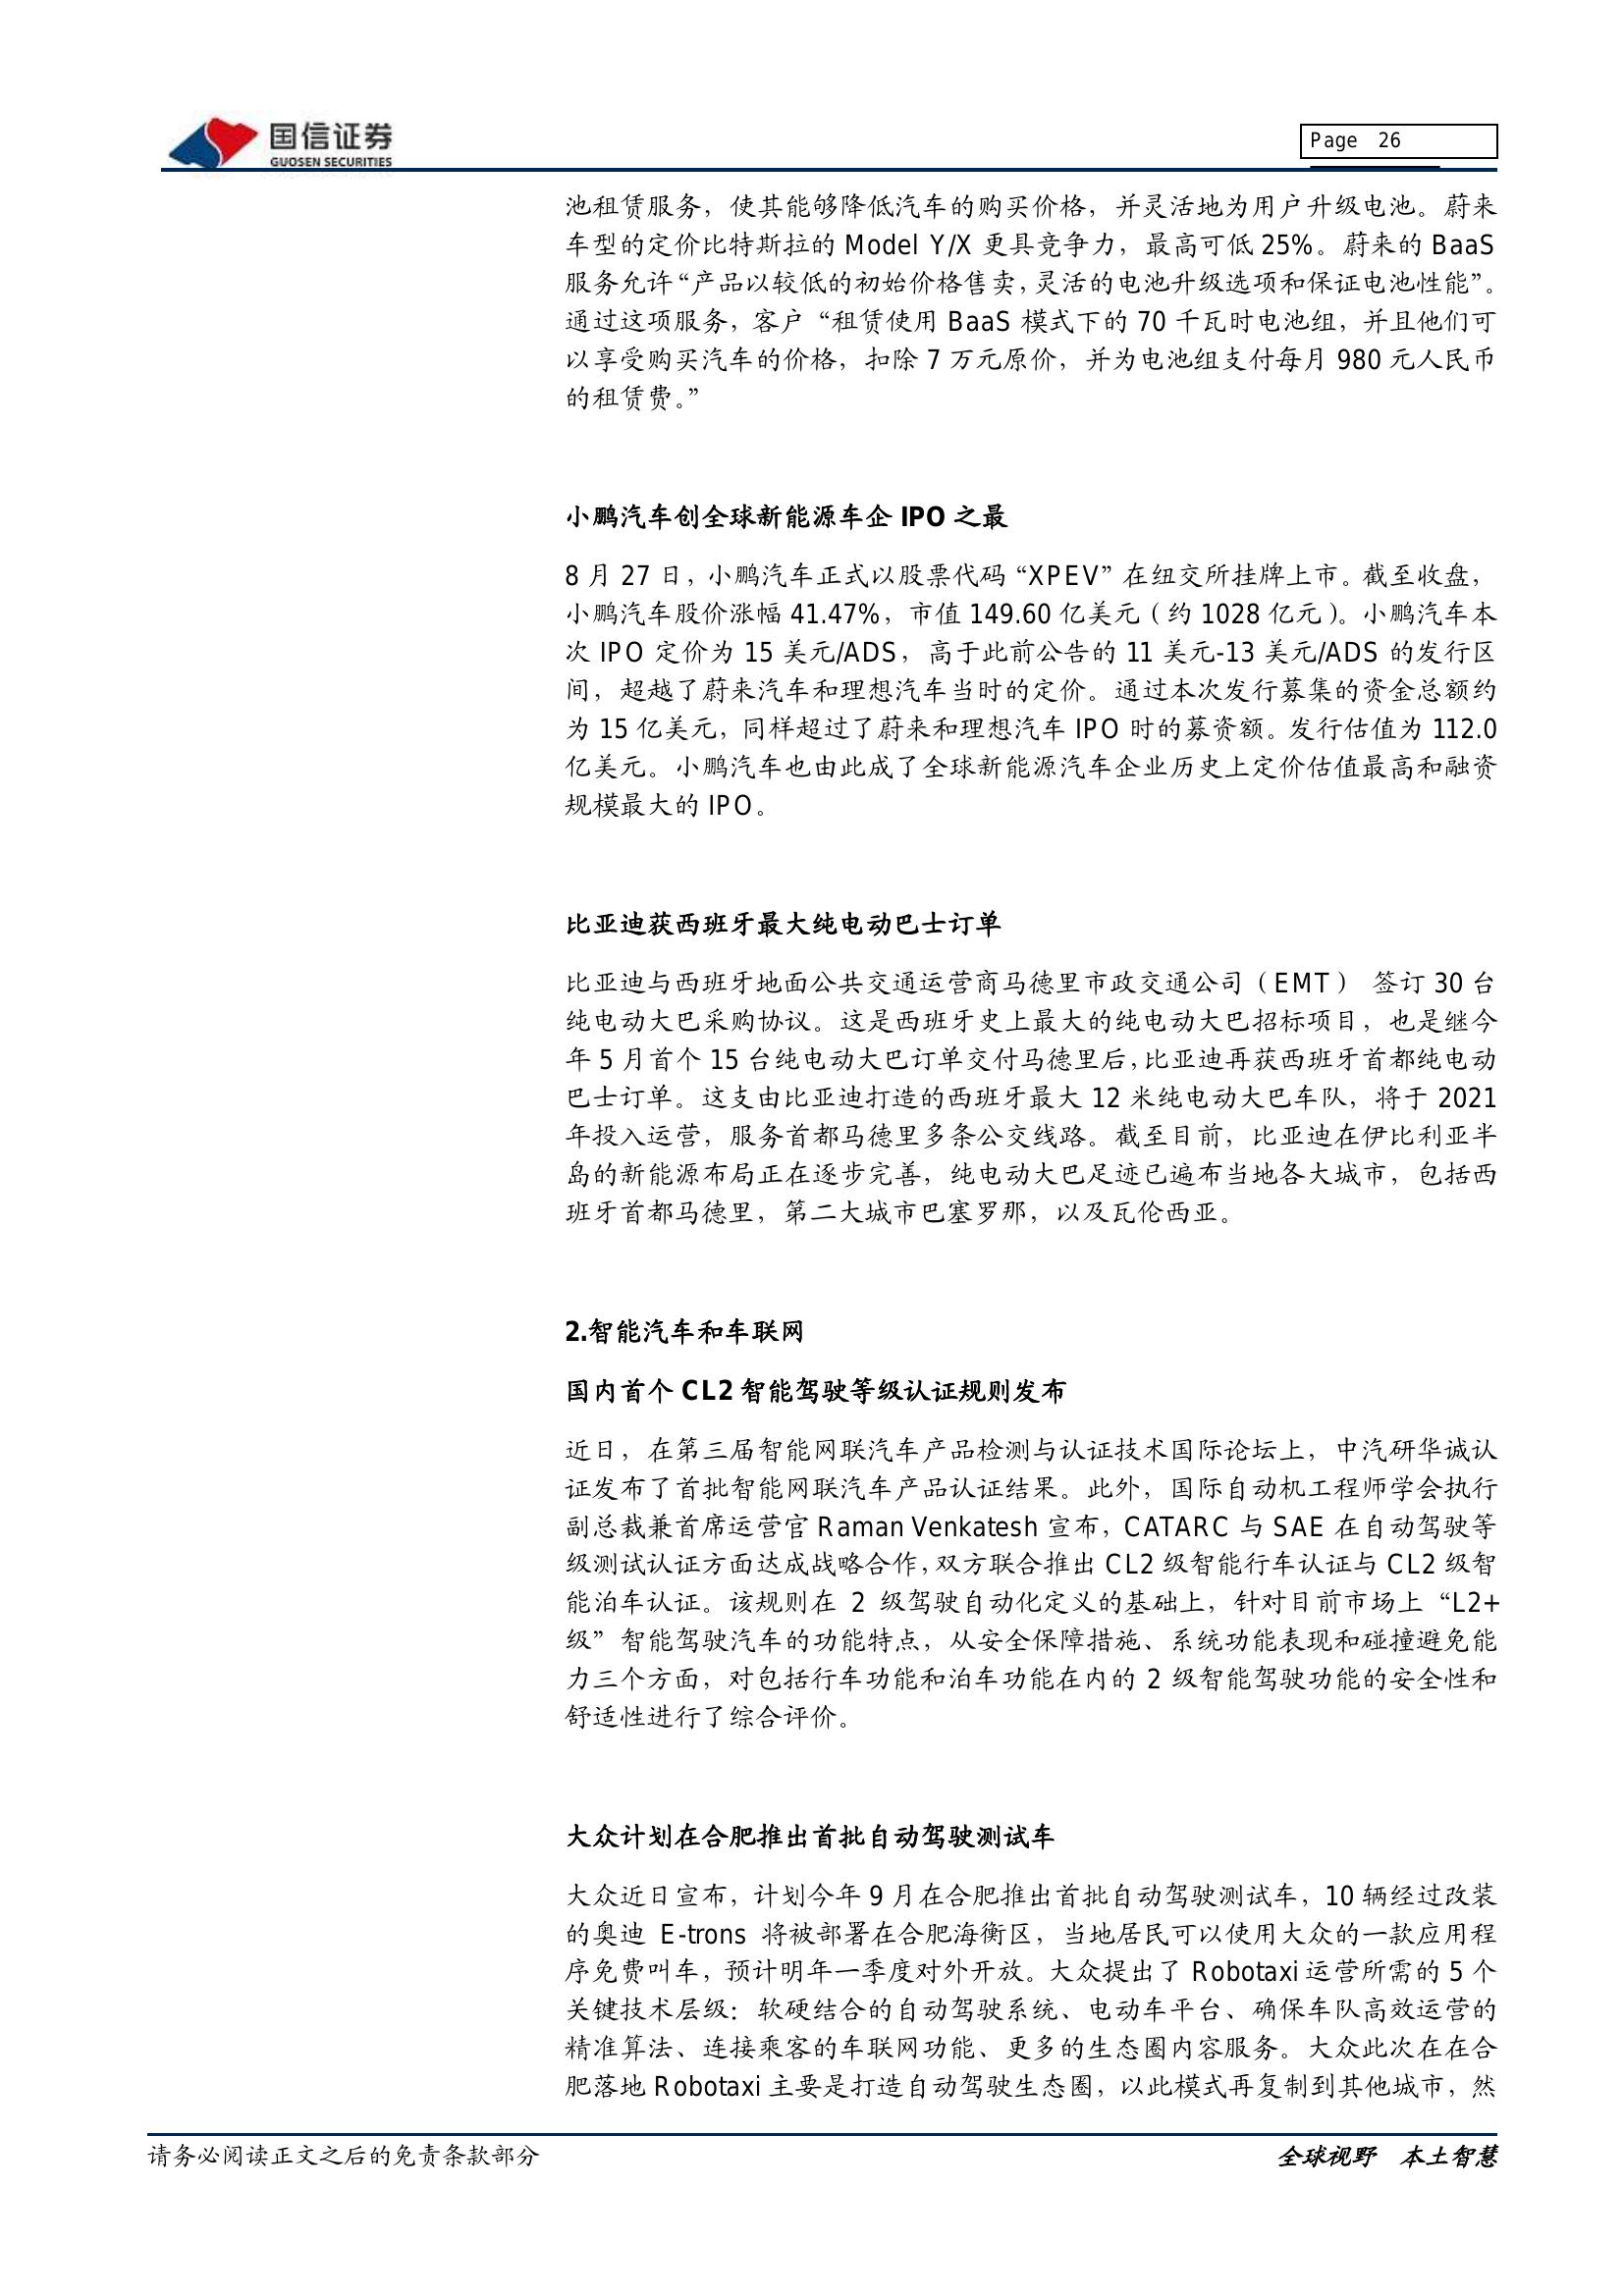 国信证券
GUOSEN SECURITIES
Page 26
池租赁服务，使其能够降低汽车的购买价格，并灵活地为用户升级电池。蔚来
车型的定价比特斯拉的 Model Y/X 更具竞争力，最高可低 25%。蔚来的 BaaS
服务允许“产品以较低的初始价格售卖，灵活的电池升级选项和保证电池性能”。
通过这项服务，客户“租赁使用 BaaS 模式下的 70 千瓦时电池组，并且他们可
以享受购买汽车的价格，扣除 7 万元原价，并为电池组支付每月 980 元人民币
的租赁费。”
小鹏汽车创全球新能源车企 IPO 之最
8 月 27 日，小鹏汽车正式以股票代码“XPEV”在纽交所挂牌上市。截至收盘，
小鹏汽车股价涨幅 41.47%，市值 149.60 亿美元（约 1028 亿元）。小鹏汽车本
次 IPO 定价为 15 美元/ADS，高于此前公告的 11 美元-13 美元/ADS 的发行区
间，超越了蔚来汽车和理想汽车当时的定价。通过本次发行募集的资金总额约
为 15 亿美元，同样超过了蔚来和理想汽车 IPO 时的募资额。发行估值为 112.0
亿美元。小鹏汽车也由此成了全球新能源汽车企业历史上定价估值最高和融资
规模最大的 IPO。
比亚迪获西班牙最大纯电动巴士订单
比亚迪与西班牙地面公共交通运营商马德里市政交通公司（EMT） 签订 30 台
纯电动大巴采购协议。这是西班牙史上最大的纯电动大巴招标项目，也是继今
年 5 月首个 15 台纯电动大巴订单交付马德里后，比亚迪再获西班牙首都纯电动
巴士订单。这支由比亚迪打造的西班牙最大 12 米纯电动大巴车队，将于 2021
年投入运营，服务首都马德里多条公交线路。截至目前，比亚迪在伊比利亚半
岛的新能源布局正在逐步完善，纯电动大巴足迹已遍布当地各大城市，包括西
班牙首都马德里，第二大城市巴塞罗那，以及瓦伦西亚。
2.智能汽车和车联网
国内首个 CL2 智能驾驶等级认证规则发布
近日，在第三届智能网联汽车产品检测与认证技术国际论坛上，中汽研华诚认
证发布了首批智能网联汽车产品认证结果。此外，国际自动机工程师学会执行
副总裁兼首席运营官 Raman Venkatesh 宣布，CATARC 与 SAE 在自动驾驶等
级测试认证方面达成战略合作，双方联合推出 CL2 级智能行车认证与 CL2 级智
能泊车认证。该规则在 2 级驾驶自动化定义的基础上，针对目前市场上“L2+
级”智能驾驶汽车的功能特点，从安全保障措施、系统功能表现和碰撞避免能
力三个方面，对包括行车功能和泊车功能在内的 2 级智能驾驶功能的安全性和
舒适性进行了综合评价。
大众计划在合肥推出首批自动驾驶测试车
大众近日宣布，计划今年 9 月在合肥推出首批自动驾驶测试车，10 辆经过改装
的奥迪 E-trons 将被部署在合肥海衡区，当地居民可以使用大众的一款应用程
序免费叫车，预计明年一季度对外开放。大众提出了 Robotaxi 运营所需的 5 个
关键技术层级：软硬结合的自动驾驶系统、电动车平台、确保车队高效运营的
精准算法、连接乘客的车联网功能、更多的生态圈内容服务。大众此次在在合
肥落地 Robotaxi 主要是打造自动驾驶生态圈，以此模式再复制到其他城市，然
请务必阅读正文之后的免责条款部分
全球视野 本土智慧